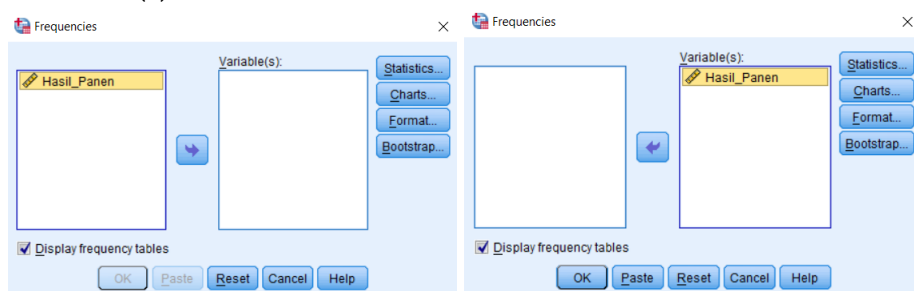 Frequencies
Variable(s):
Hasil_Panen
Statistics...
Charts...
Format...
Bootstrap...
Display frequency tables
OK Paste Reset Cancel Help
Frequencies
Variable(s):
Hasil_Panen
Statistics...
Charts...
Format...
Bootstrap...
Display frequency tables
OK Paste Reset Cancel Help